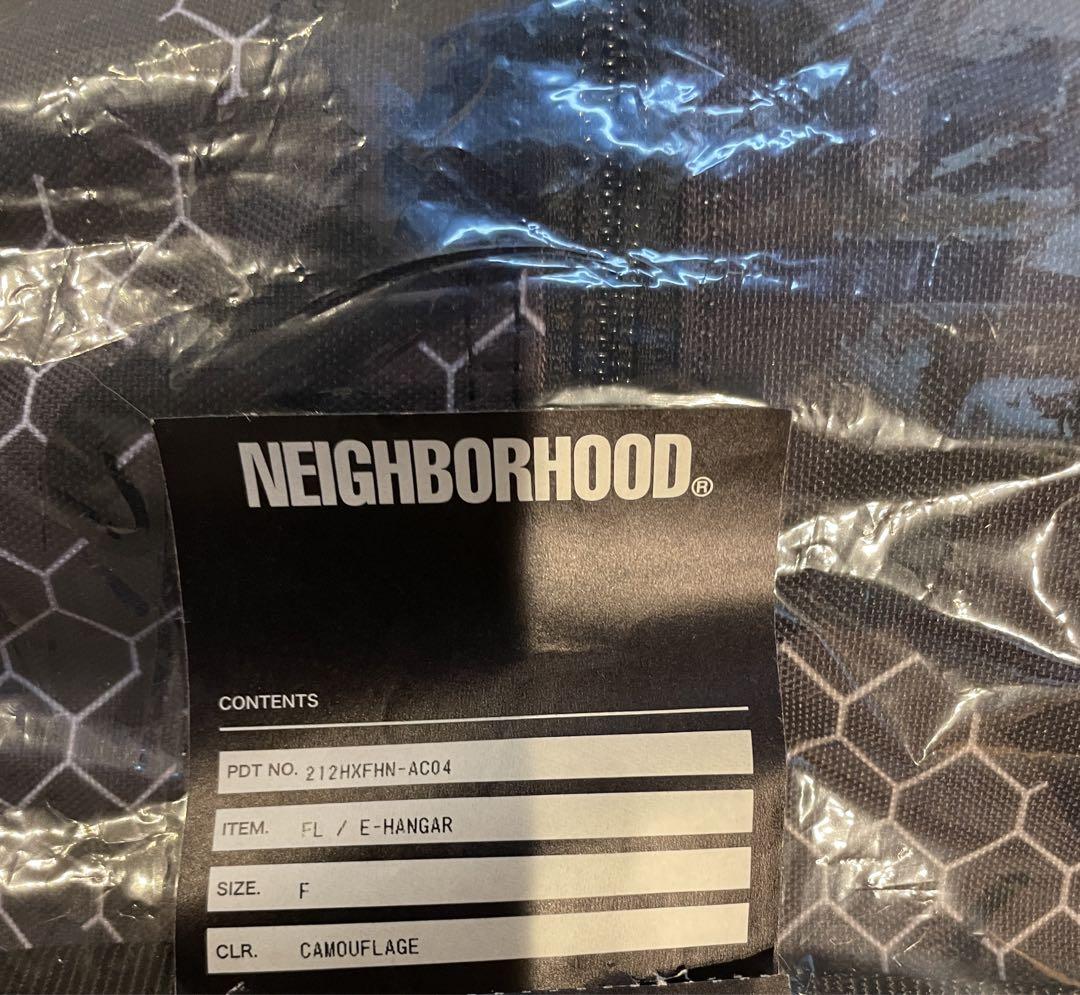 NEIGHBORHOOD®
CONTENTS
PDT NO. 212HXFHN-AC04
ITEM. FL / E-HANGAR
SIZE. F
CLR. CAMOUFLAGE